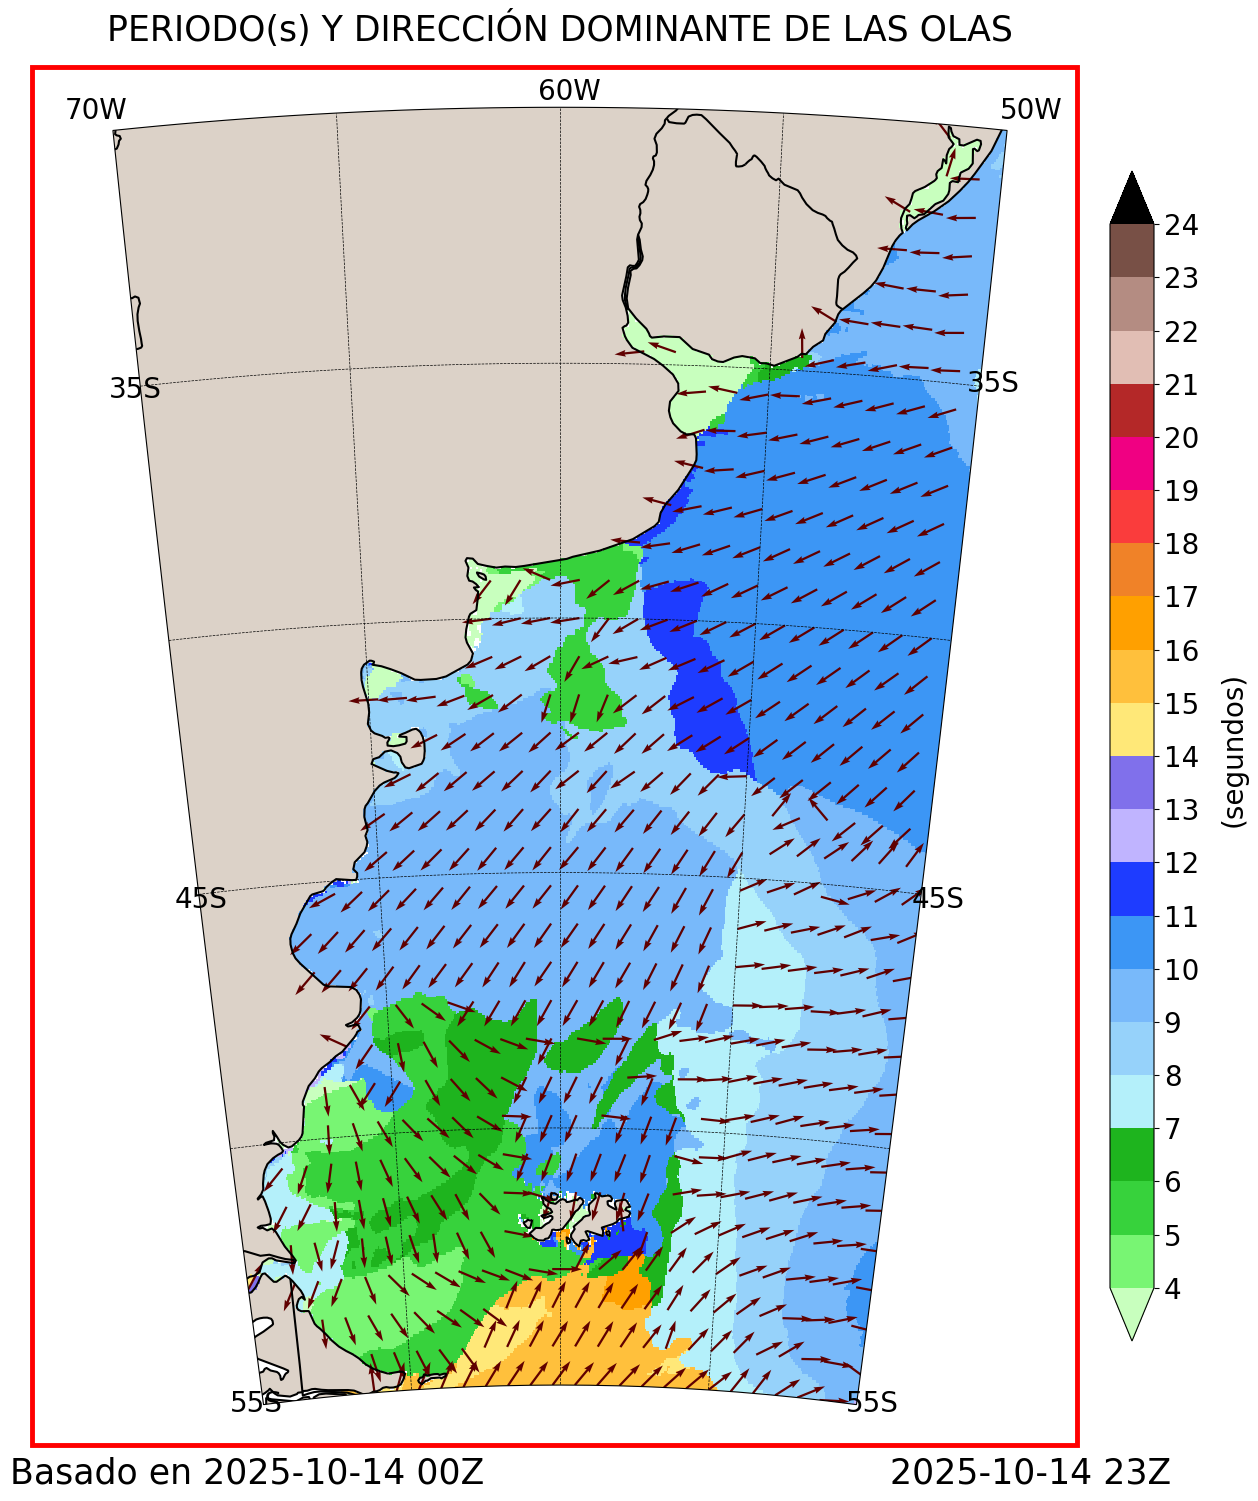 PERIODO(s) Y DIRECCIÓN DOMINANTE DE LAS OLAS
70W
60W
50W
35S
35S
45S
45S
55S
55S
24
23
22
21
20
19
18
17
16
15
14
13
12
11
10
9
8
7
6
5
4
(segundos)
Basado en 2025-10-14 00Z
2025-10-14 23Z